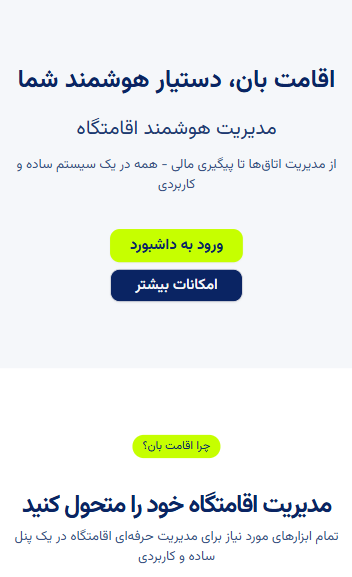 اقامت بان، دستیار هوشمند شما
مدیریت هوشمند اقامتگاه
از مدیریت اتاق‌ها تا پیگیری مالی - همه در یک سیستم ساده و
کاربردی
ورود به داشبورد
امکانات بیشتر
چرا اقامت بان؟
مدیریت اقامتگاه خود را متحول کنید
تمام ابزارهای مورد نیاز برای مدیریت حرفه‌ای اقامتگاه در یک پنل
ساده و کاربردی